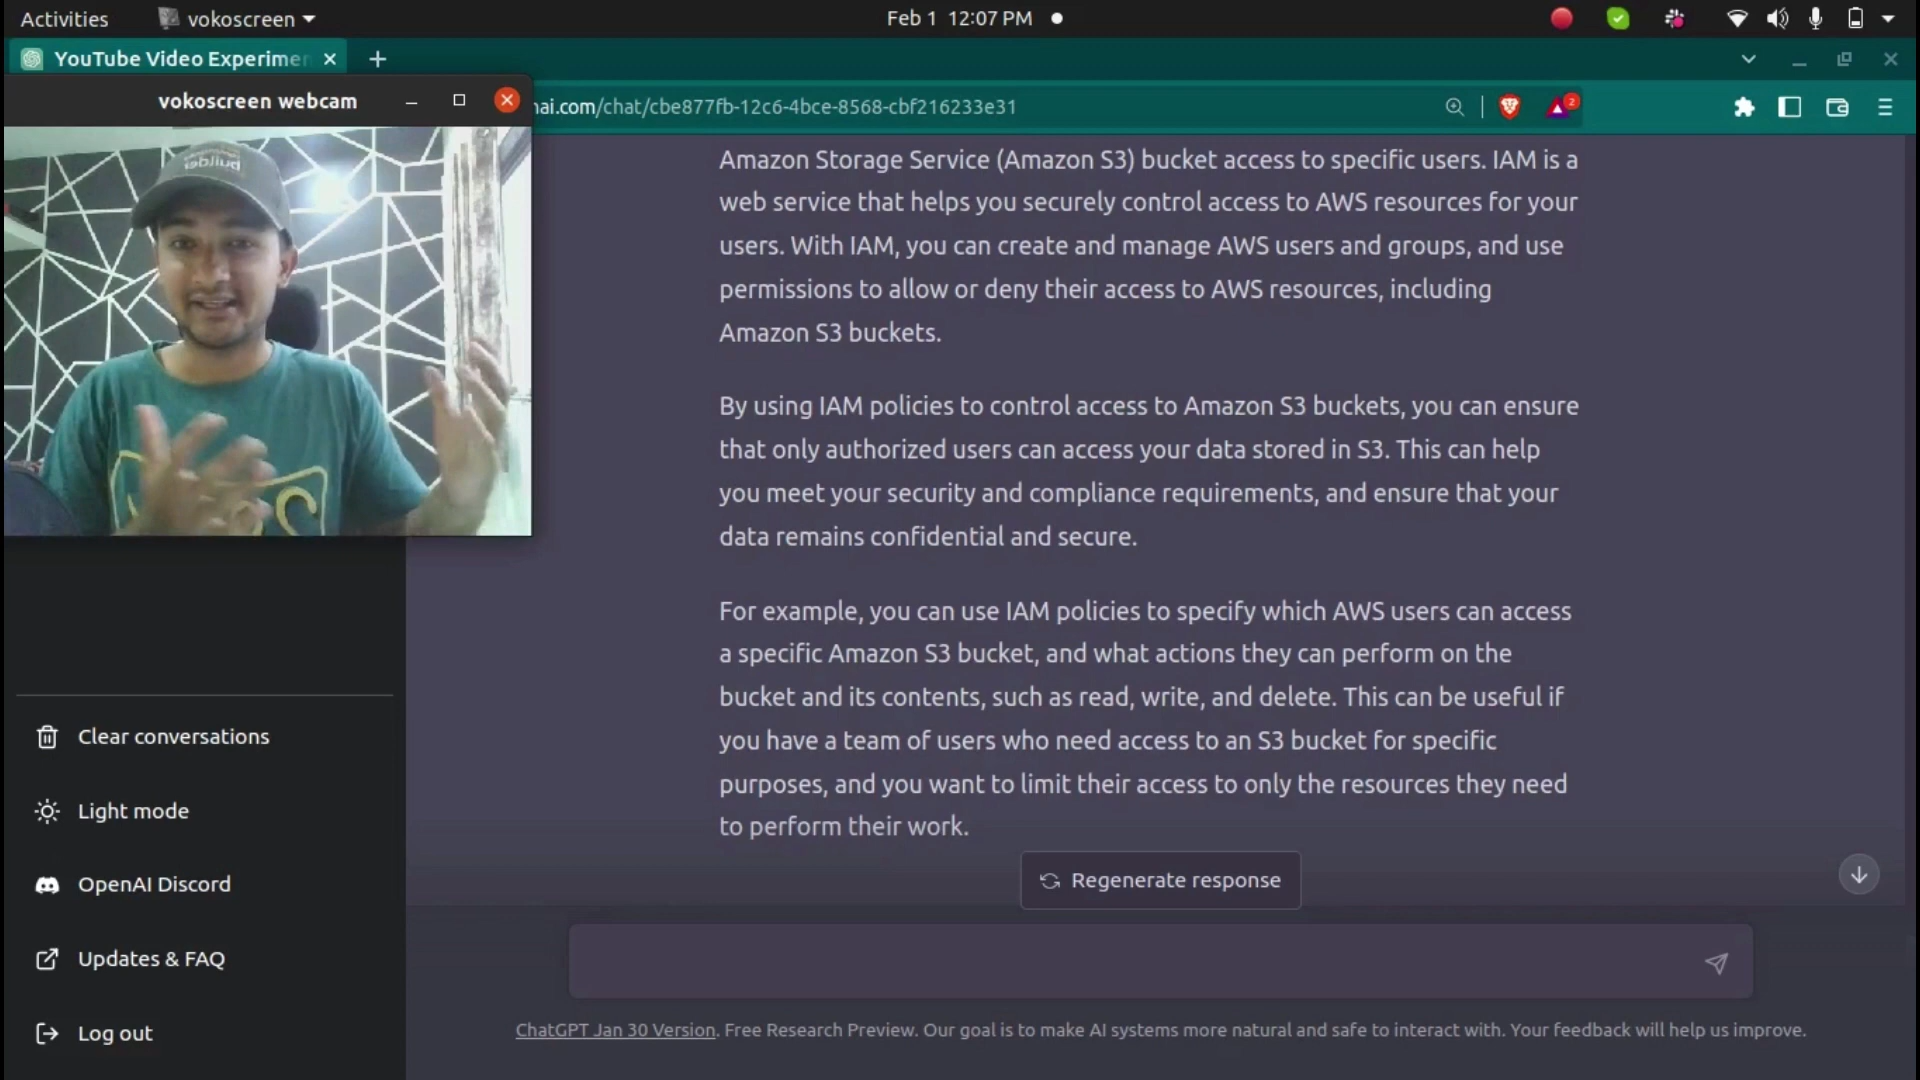 Activities
vokoscreen
Feb 1 12:07 PM
YouTube Video Experimen
vokoscreen webcam
nai.com/chat/cbe877fb-12c6-4bce-8568-cbf216233e31
2
builder
Amazon Storage Service (Amazon S3) bucket access to specific users. IAM is a
web service that helps you securely control access to AWS resources for your
users. With IAM, you can create and manage AWS users and groups, and use
permissions to allow or deny their access to AWS resources, including
Amazon S3 buckets.
By using IAM policies to control access to Amazon S3 buckets, you can ensure
that only authorized users can access your data stored in S3. This can help
you meet your security and compliance requirements, and ensure that your
data remains confidential and secure.
For example, you can use IAM policies to specify which AWS users can access
a specific Amazon S3 bucket, and what actions they can perform on the
bucket and its contents, such as read, write, and delete. This can be useful if
you have a team of users who need access to an S3 bucket for specific
purposes, and you want to limit their access to only the resources they need
to perform their work.
Regenerate response
Clear conversations
Light mode
OpenAI Discord
Updates & FAQ
Log out
ChatGPT Jan 30 Version. Free Research Preview. Our goal is to make AI systems more natural and safe to interact with. Your feedback will help us improve.